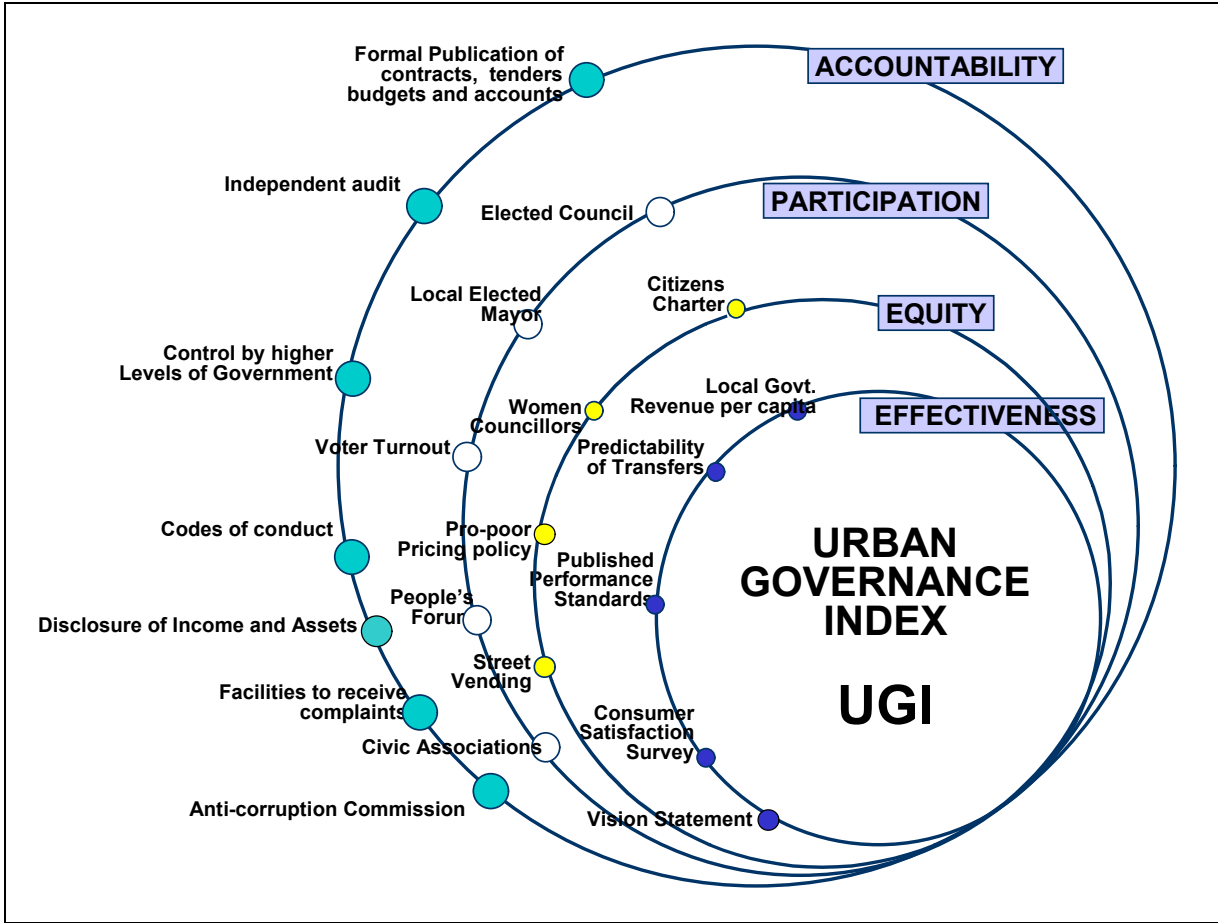 Formal Publication of
contracts, tenders
budgets and accounts
ACCOUNTABILITY
Independent audit
PARTICIPATION
Elected Council
Citizens
Charter
Local Elected
Mayor
EQUITY
Control by higher
Levels of Government
Local Govt.
Revenue per capita
EFFECTIVENESS
Women
Councillors
Voter Turnout
Predictability
of Transfers
Codes of conduct
Pro-poor
Pricing policy
Published
Performance
Standards
URBAN
GOVERNANCE
INDEX
People's
Forum
Disclosure of Income and Assets
Street
Vending
UGI
Facilities to receive
complaints
Consumer
Satisfaction
Survey
Civic Associations
Anti-corruption Commission
Vision Statement